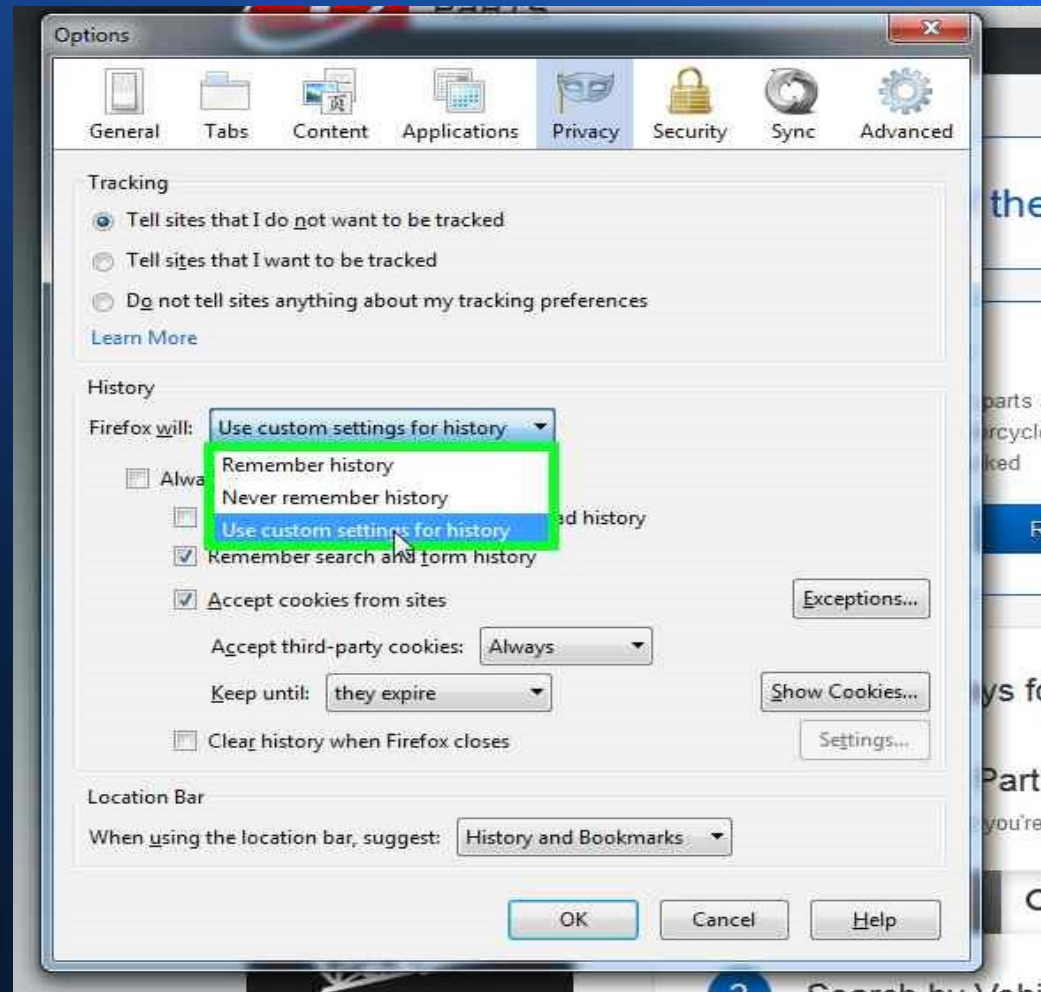 PARTS
Options
General Tabs Content Applications Privacy Security Sync Advanced
Tracking
Tell sites that I do not want to be tracked
Tell sites that I want to be tracked
Do not tell sites anything about my tracking preferences
Learn More
History
Firefox will: Use custom settings for history
Remember history
Never remember history
Use custom settings for history
history
Remember search and form history
Accept cookies from sites Exceptions...
Accept third-party cookies: Always
Keep until: they expire Show Cookies...
Clear history when Firefox closes Settings...
Location Bar
When using the location bar, suggest: History and Bookmarks
OK Cancel Help
the
parts
you're
Search by